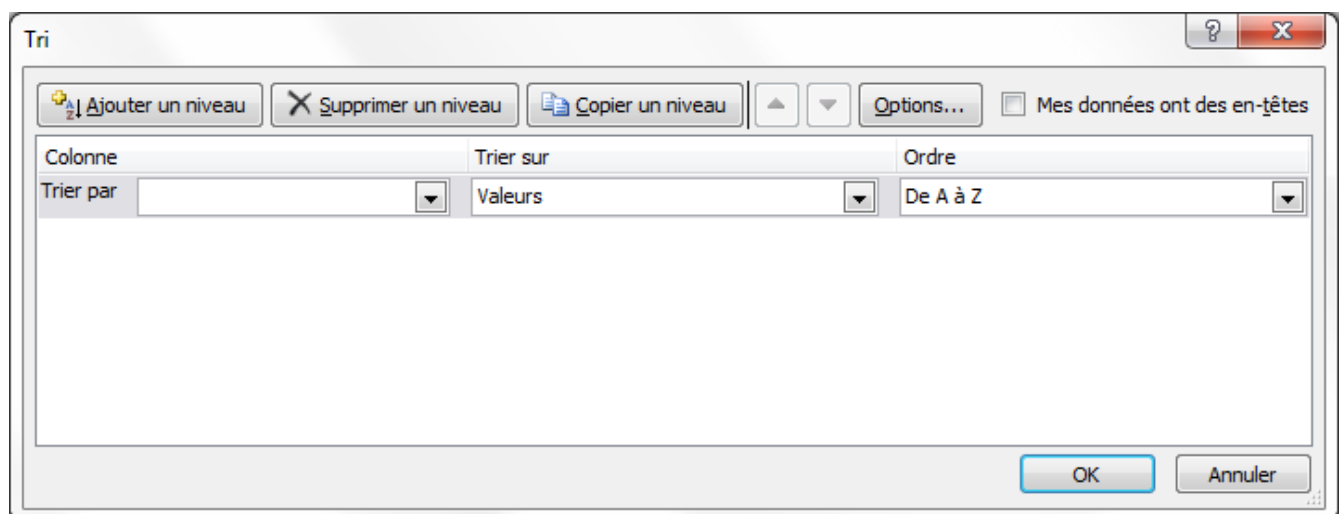 Tri
Ajouter un niveau Supprimer un niveau Copier un niveau Options... Mes données ont des en-têtes
Colonne Trier sur Ordre
Trier par Valeurs De A à Z
OK Annuler